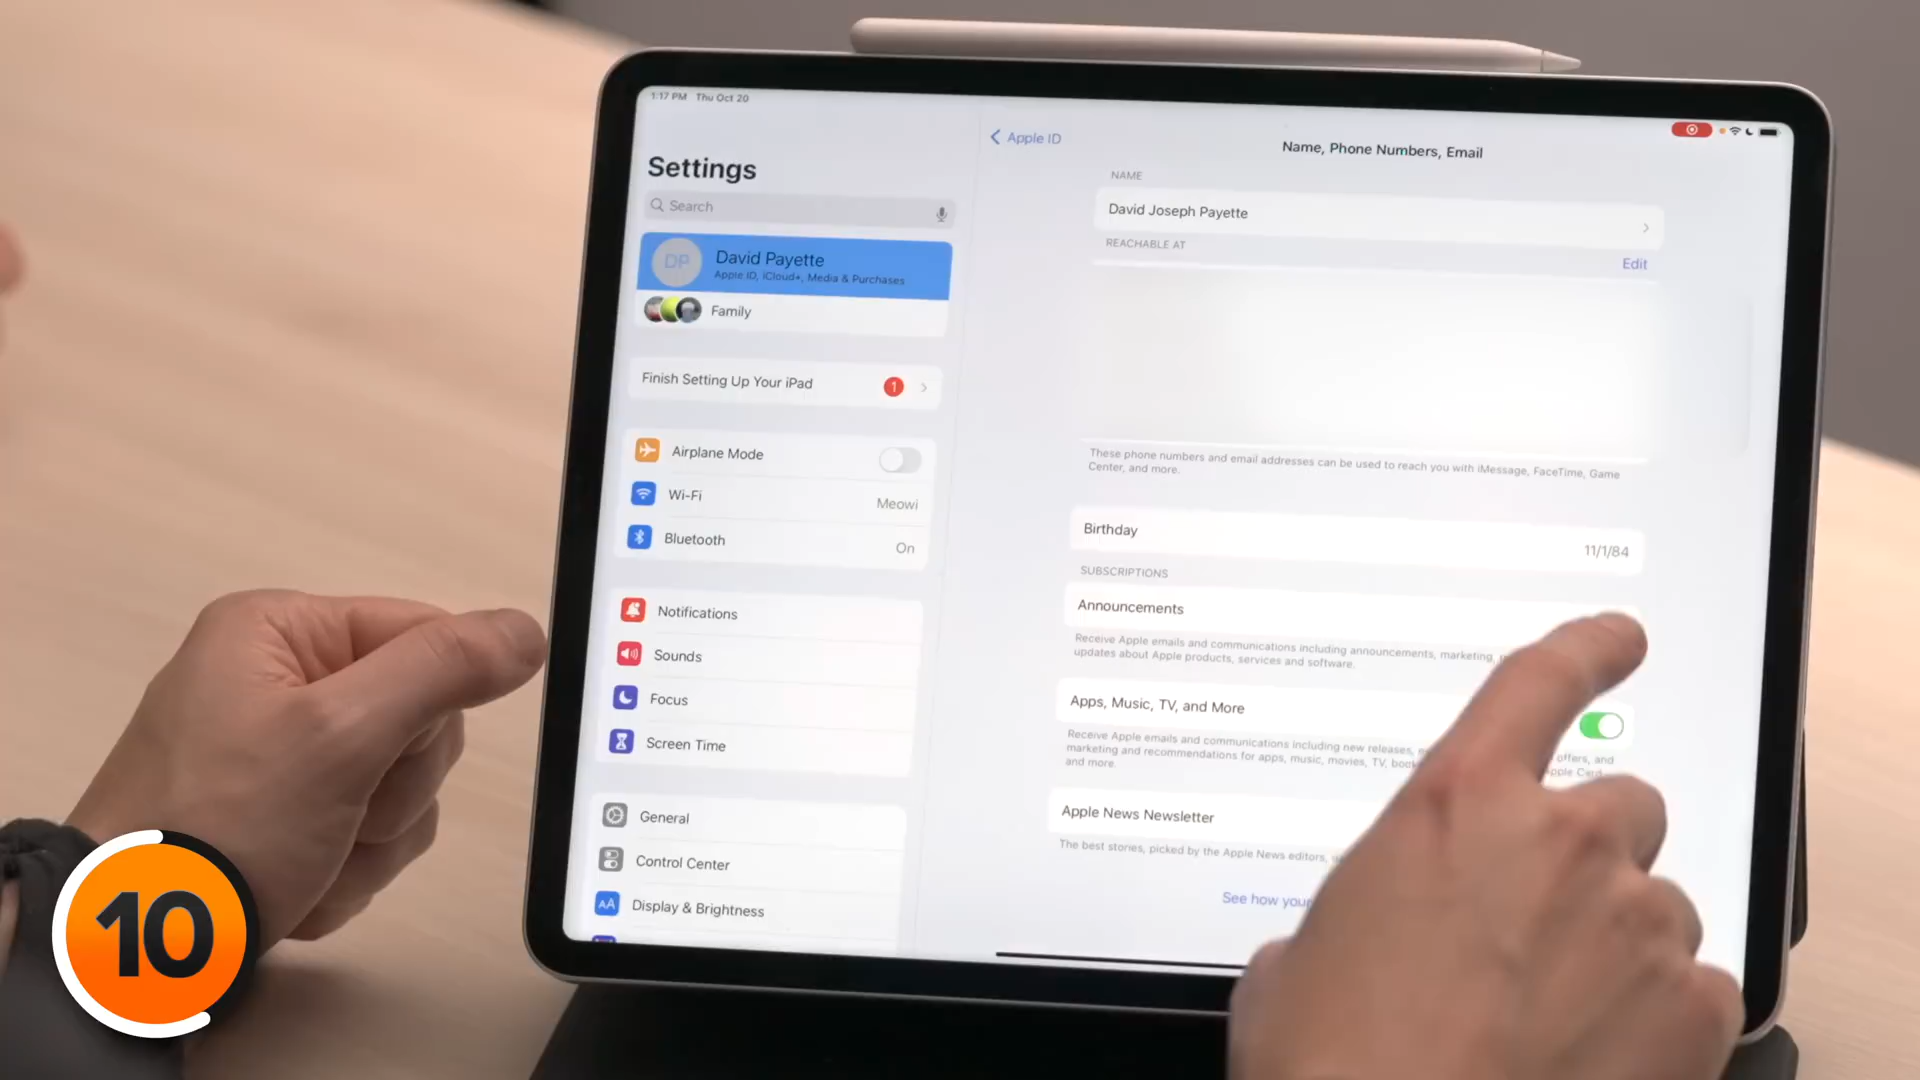 1:17 PM Thu Oct 20
Settings
Search
DP
David Payette
Apple ID, iCloud+, Media & Purchases
Family
Finish Setting Up Your iPad
1
Airplane Mode
Wi-Fi
Meowi
Bluetooth
On
Notifications
Sounds
Focus
Screen Time
General
Control Center
AA
Display & Brightness
Apple ID
Name, Phone Numbers, Email
NAME
David Joseph Payette
REACHABLE AT
Edit
These phone numbers and email addresses can be used to reach you with iMessage, FaceTime, Game
Center, and more.
Birthday
11/1/84
SUBSCRIPTIONS
Announcements
Receive Apple emails and communications including announcements, marketing,
updates about Apple products, services and software.
Apps, Music, TV, and More
Receive Apple emails and communications including new releases,
offers, and
marketing and recommendations for apps, music, movies, TV,
Apple Card
and more.
Apple News Newsletter
The best stories, picked by the Apple News editors,
See how your
10